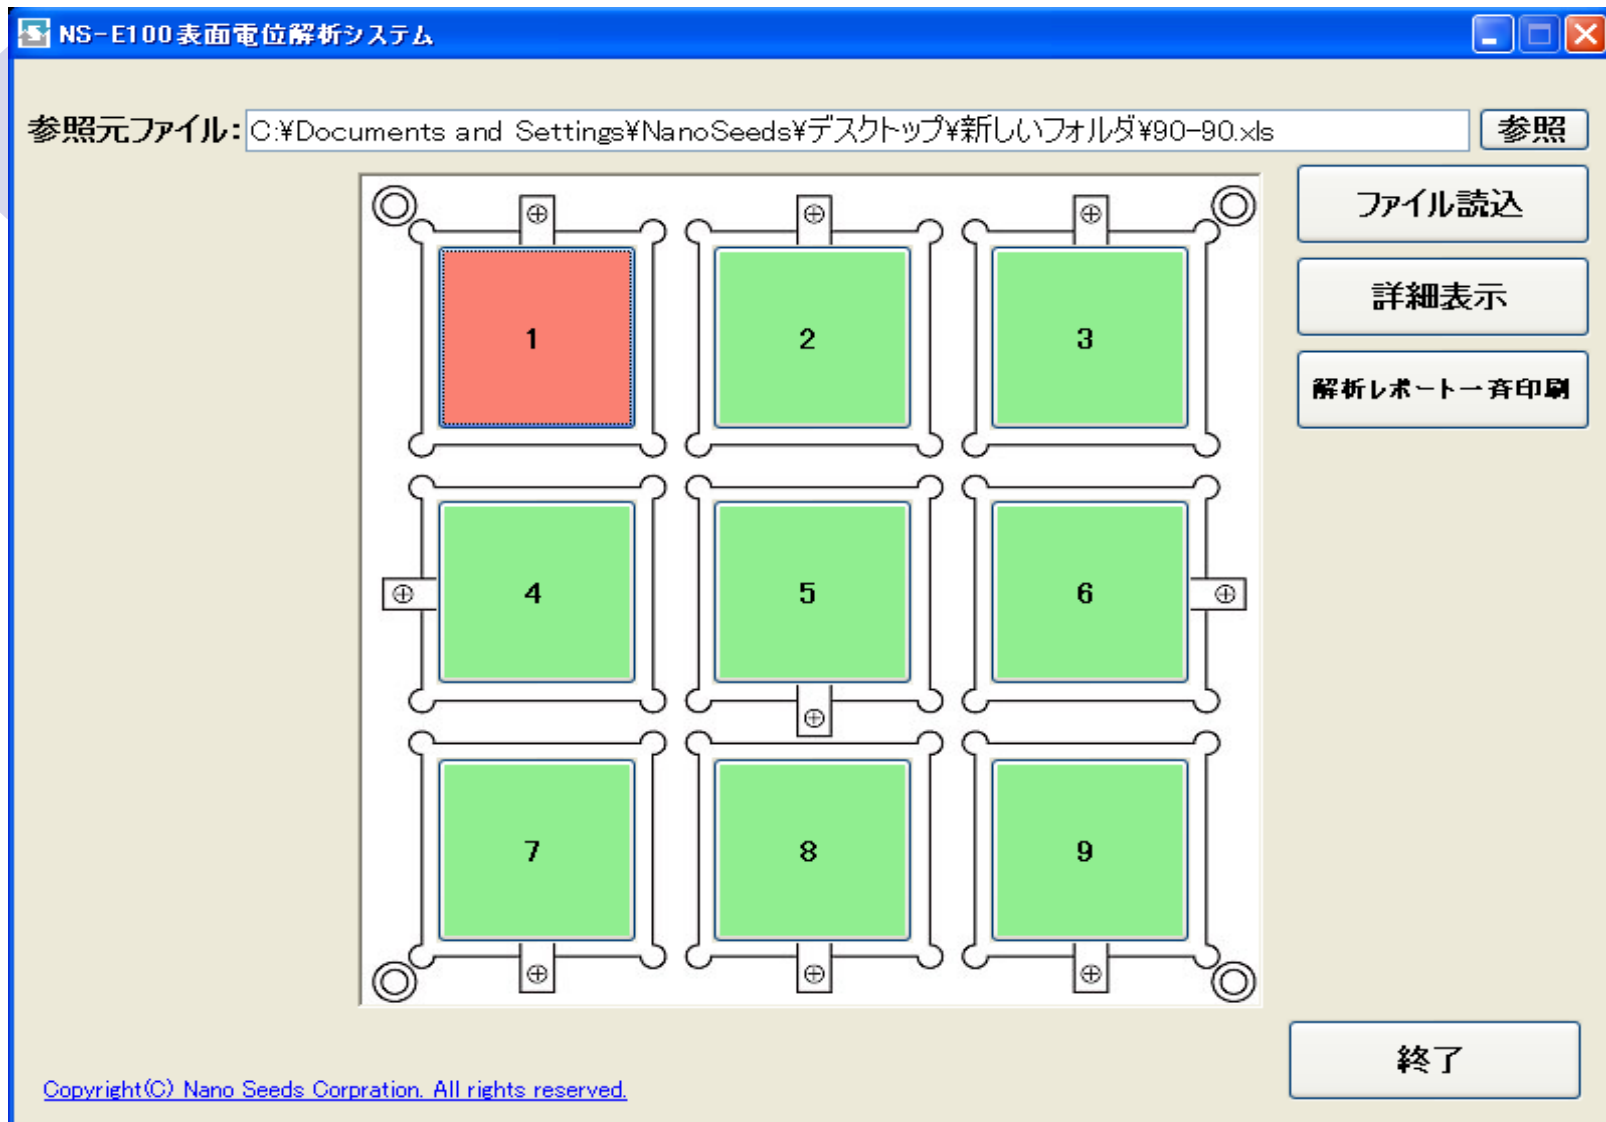 NS-E100表面電位解析システム
参照元ファイル: C:¥Documents and Settings¥NanoSeeds¥デスクトップ¥新しいフォルダ¥90-90.xls 参照
ファイル読込
詳細表示
解析レポート一斉印刷
1 2 3
4 5 6
7 8 9
終了
Copyright(C) Nano Seeds Corpration. All rights reserved.